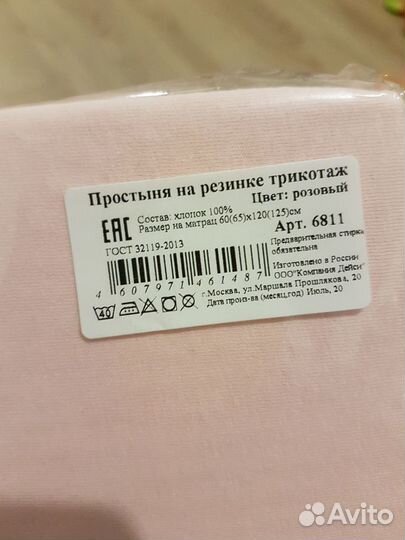 Простыня на резинке трикотаж
Цвет: розовый
EAC
Состав: хлопок 100%
Размер на матрац 60(65)х120(125)см
Арт. 6811
ГОСТ 32119-2013
Предварительная стирка
обязательна
Изготовлено в России
ООО"Компания Дейси"
г.Москва, ул.Маршала Прошлякова, 20
Дата произ-ва (месяц,год) Июль, 20
4 607971 461487
40
Avito